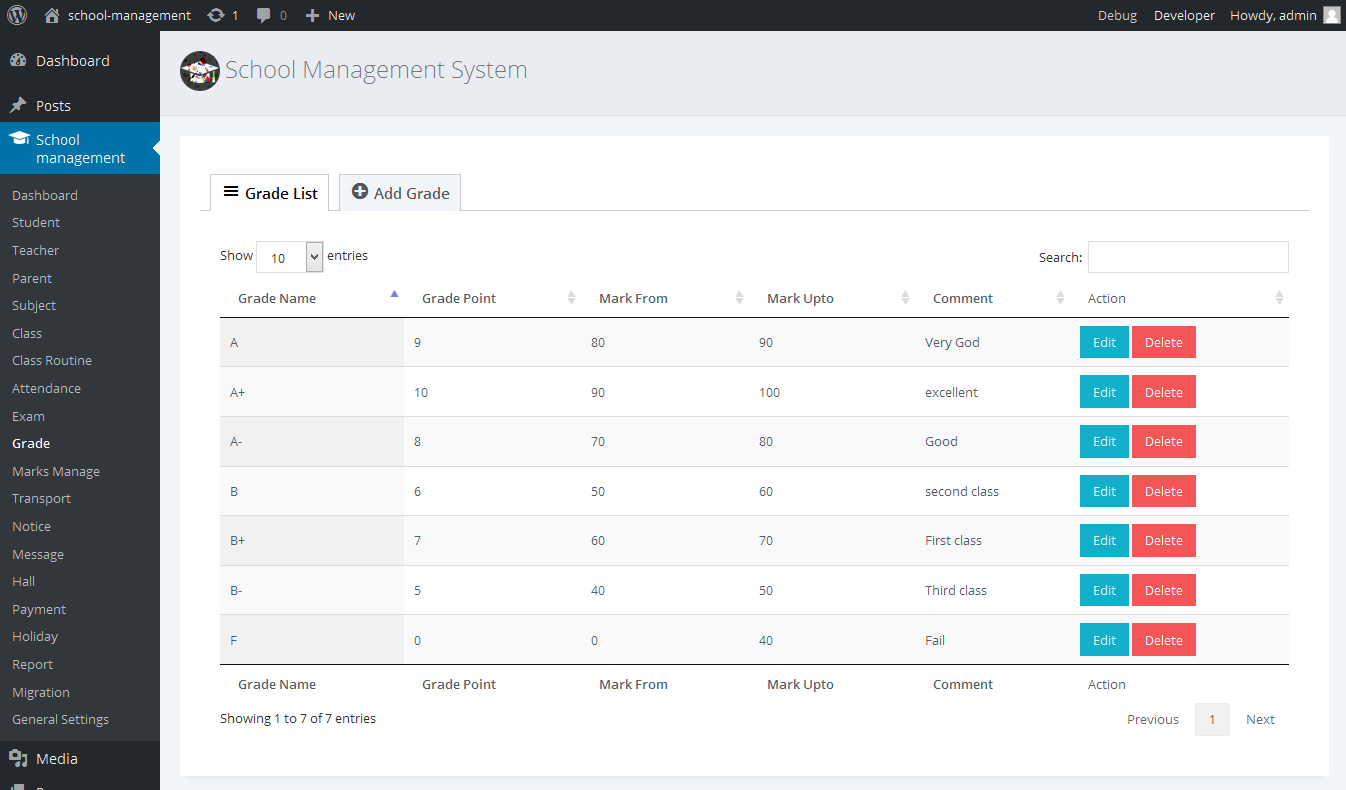 school-management 1 0 New Debug Developer Howdy, admin
Dashboard
Posts
School
management
Dashboard
Student
Teacher
Parent
Subject
Class
Class Routine
Attendance
Exam
Grade
Marks Manage
Transport
Notice
Message
Hall
Payment
Holiday
Report
Migration
General Settings
Media
School Management System
Grade List Add Grade
Show 10 entries Search:
Grade Name Grade Point Mark From Mark Upto Comment Action
A 9 80 90 Very God Edit Delete
A+ 10 90 100 excellent Edit Delete
A- 8 70 80 Good Edit Delete
B 6 50 60 second class Edit Delete
B+ 7 60 70 First class Edit Delete
B- 5 40 50 Third class Edit Delete
F 0 0 40 Fail Edit Delete
Grade Name Grade Point Mark From Mark Upto Comment Action
Showing 1 to 7 of 7 entries Previous 1 Next